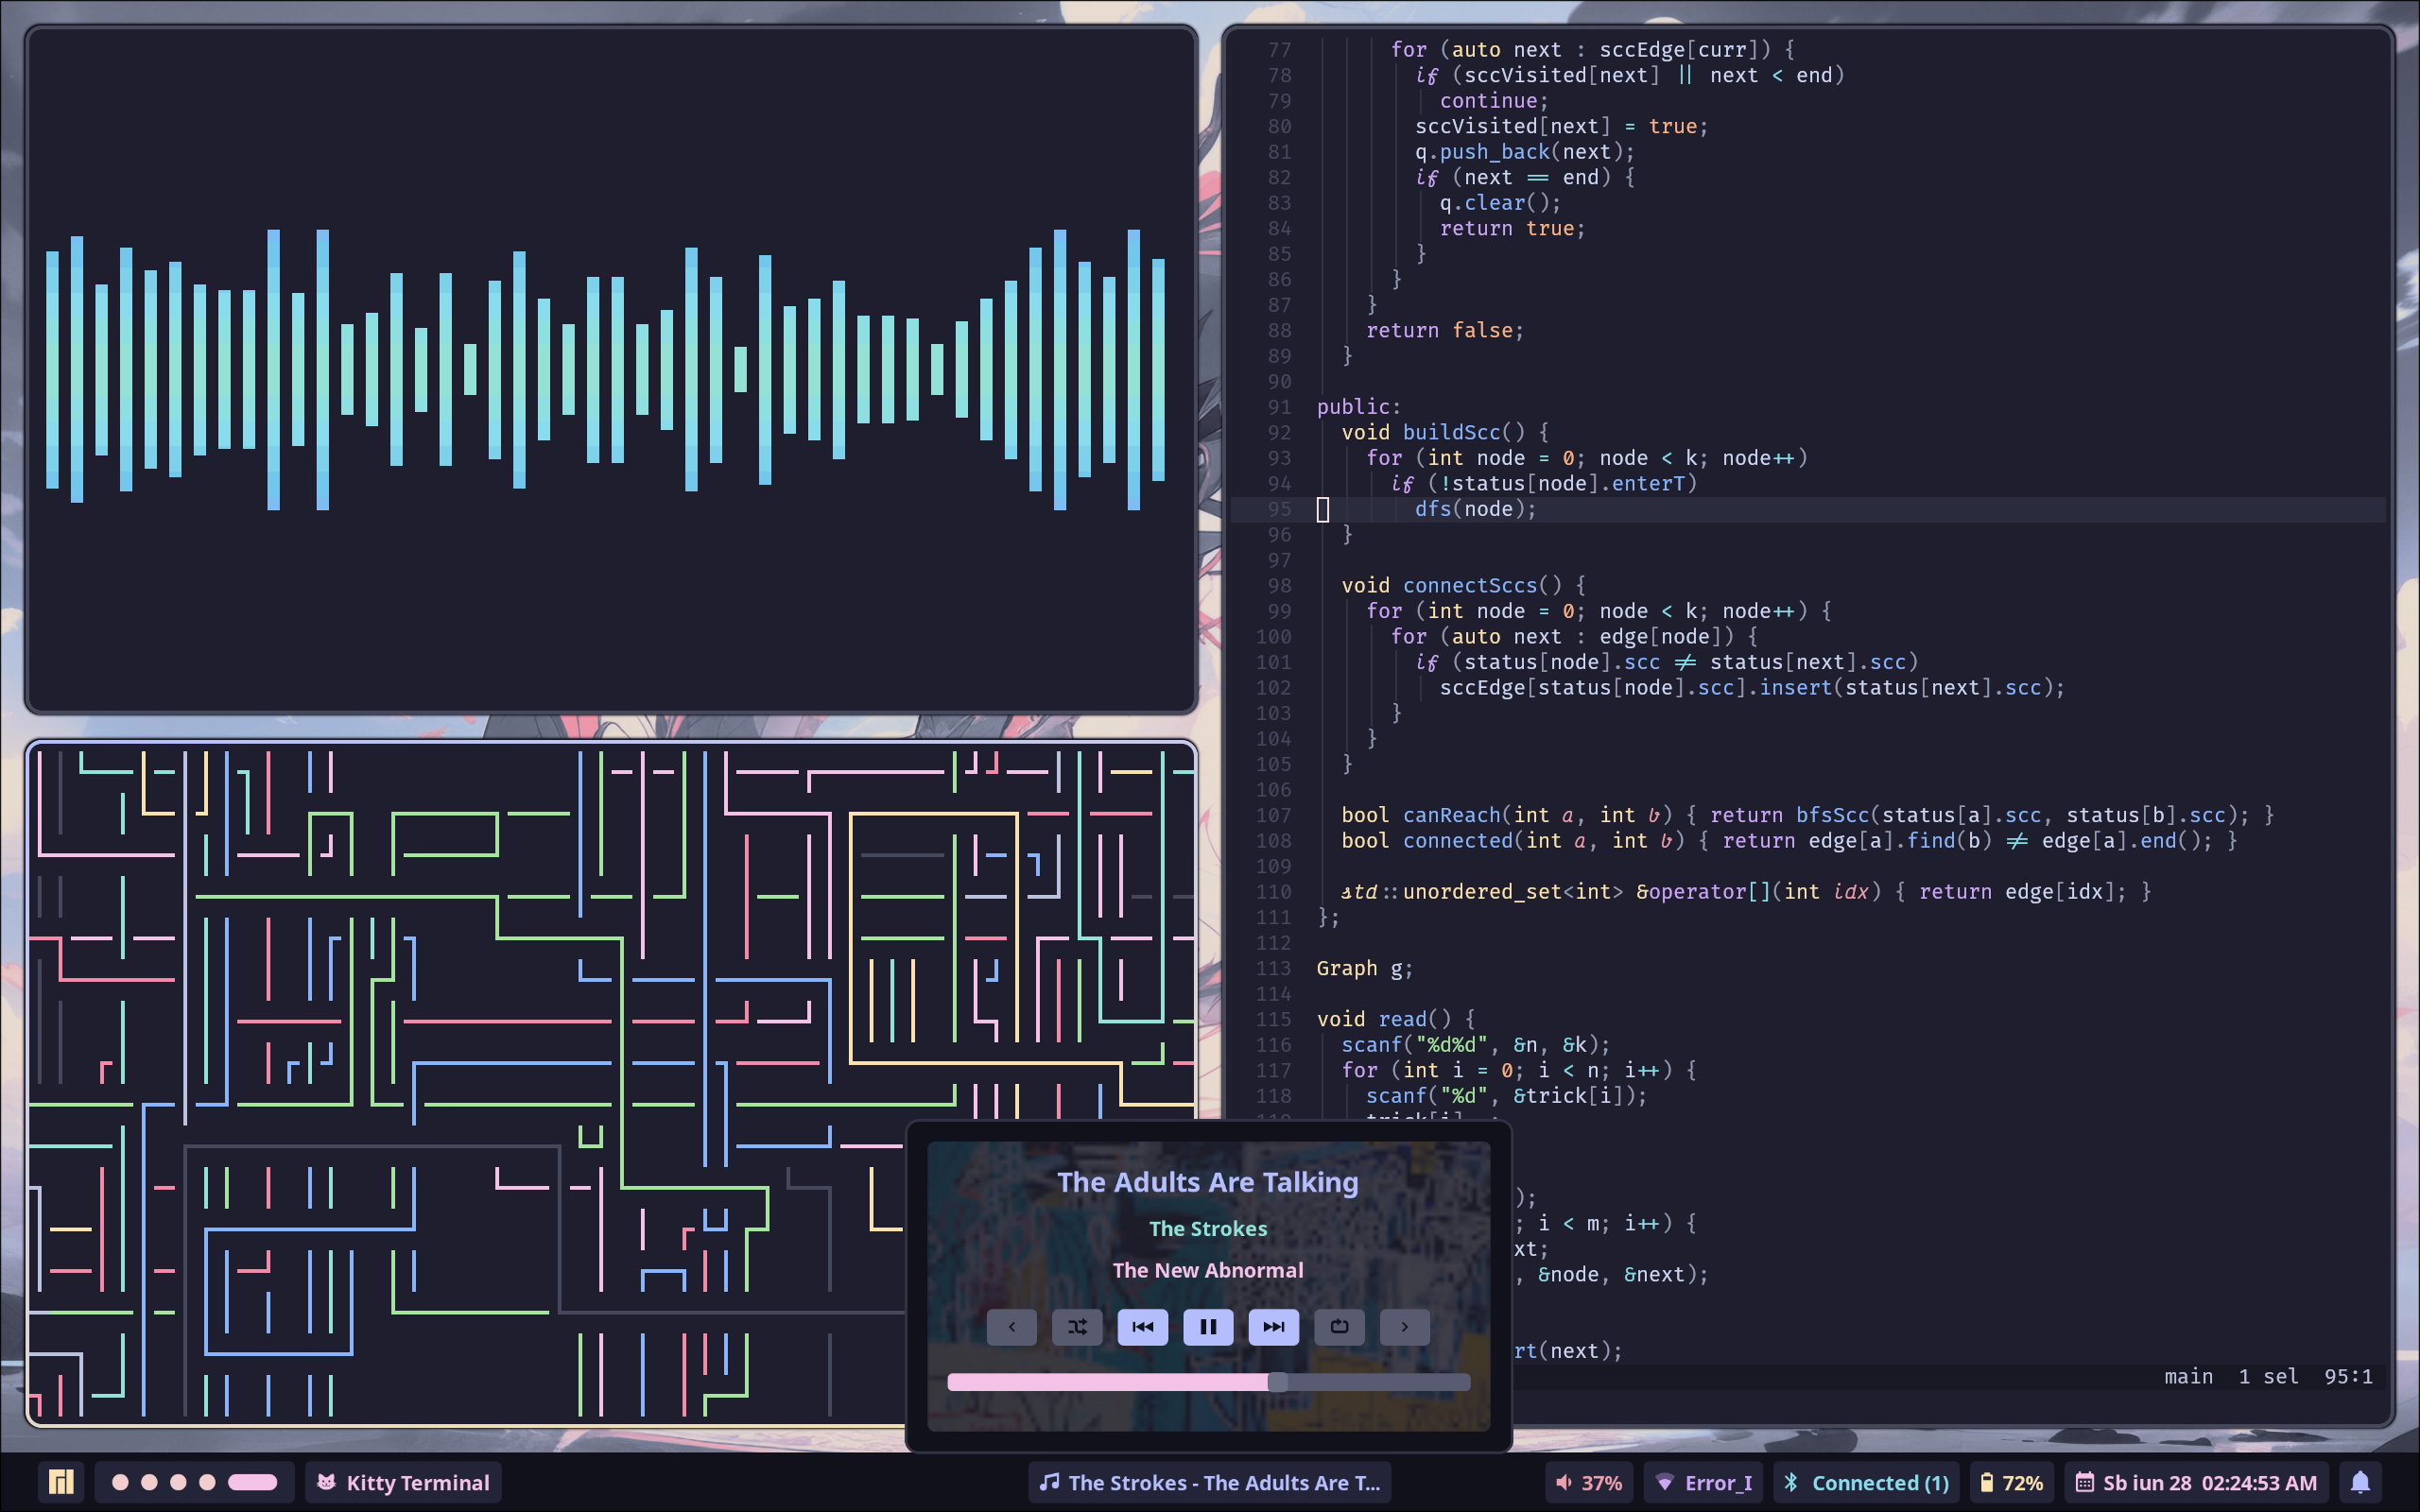 77 for (auto next : sccEdge[curr]) {
78 if (sccVisited[next] || next < end)
79 continue;
80 sccVisited[next] = true;
81 q.push_back(next);
82 if (next == end) {
83 q.clear();
84 return true;
85 }
86 }
87 }
88 return false;
89 }
90
91 public:
92 void buildScc() {
93 for (int node = 0; node < k; node++)
94 if (!status[node].enterT)
95 dfs(node);
96 }
97
98 void connectSccs() {
99 for (int node = 0; node < k; node++) {
100 for (auto next : edge[node]) {
101 if (status[node].scc != status[next].scc)
102 sccEdge[status[node].scc].insert(status[next].scc);
103 }
104 }
105 }
106
107 bool canReach(int a, int b) { return bfsScc(status[a].scc, status[b].scc); }
108 bool connected(int a, int b) { return edge[a].find(b) != edge[a].end(); }
109
110 std::unordered_set<int> &operator[](int idx) { return edge[idx]; }
111 };
112
113 Graph g;
114
115 void read() {
116 scanf("%d%d", &n, &k);
117 for (int i = 0; i < n; i++) {
118 scanf("%d", &trick[i]);
);
; i < m; i++) {
xt;
, &node, &next);
rt(next);
main 1 sel 95:1
The Adults Are Talking
The Strokes
The New Abnormal
Kitty Terminal
The Strokes - The Adults Are T...
37%
Error_I
Connected (1)
72%
Sb iun 28 02:24:53 AM